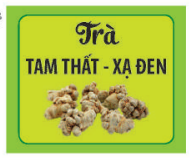 Trà
TAM THẤT - XẠ ĐEN